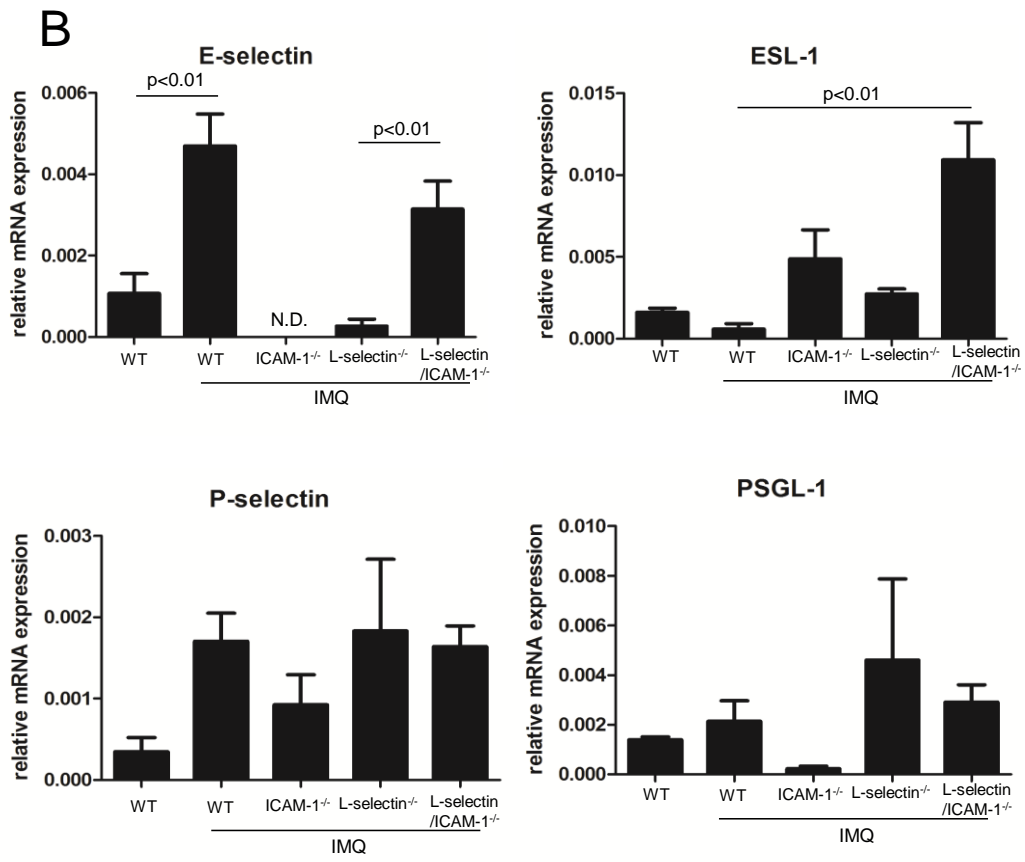 B
E-selectin
p<0.01
p<0.01
relative mRNA expression
0.006
0.004
0.002
0.000
N.D.
WT
WT
ICAM-1-/-
L-selectin-/-
L-selectin
/ICAM-1-/-
IMQ
ESL-1
p<0.01
relative mRNA expression
0.015
0.010
0.005
0.000
WT
WT
ICAM-1-/-
L-selectin-/-
L-selectin
/ICAM-1-/-
IMQ
P-selectin
relative mRNA expression
0.003
0.002
0.001
0.000
WT
WT
ICAM-1-/-
L-selectin-/-
L-selectin
/ICAM-1-/-
IMQ
PSGL-1
relative mRNA expression
0.010
0.008
0.006
0.004
0.002
0.000
WT
WT
ICAM-1-/-
L-selectin-/-
L-selectin
/ICAM-1-/-
IMQ